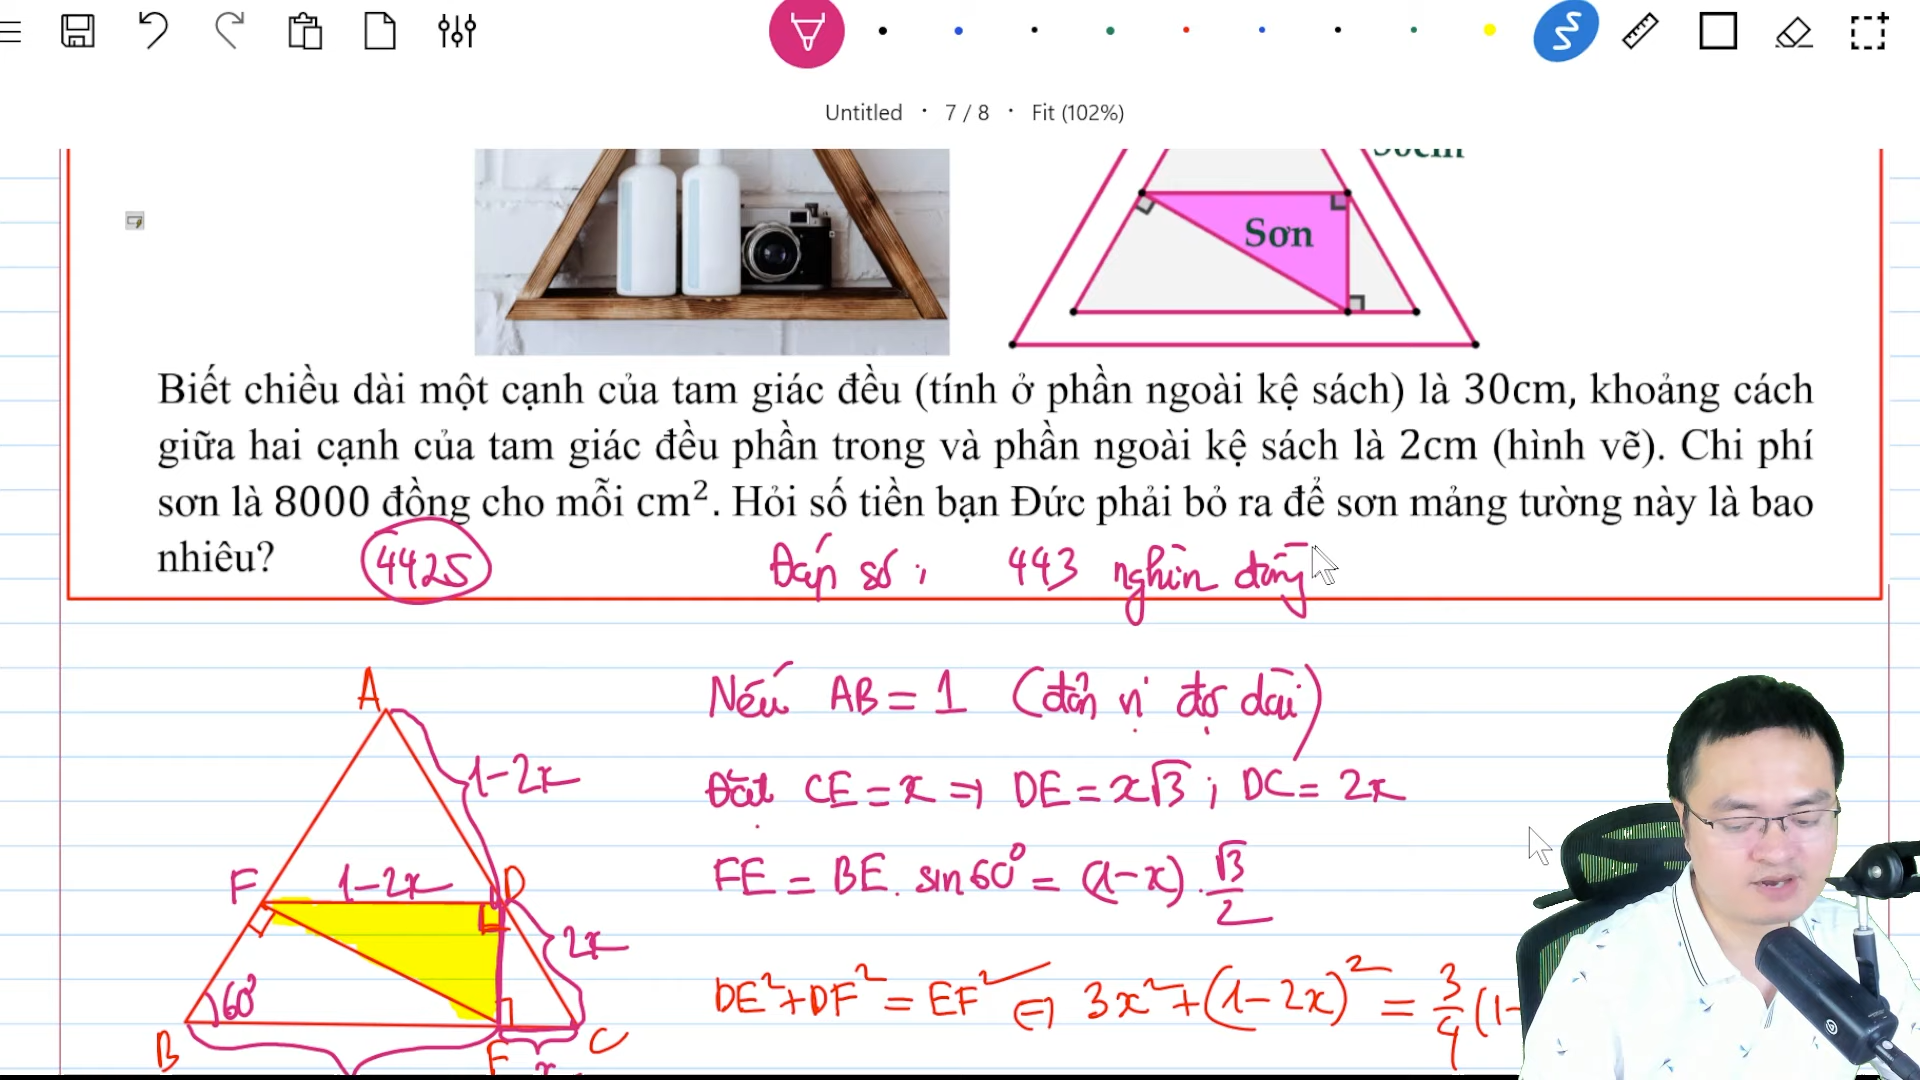 Untitled · 7 / 8 · Fit (102%)
Sơn
Biết chiều dài một cạnh của tam giác đều (tính ở phần ngoài kệ sách) là 30cm, khoảng cách
giữa hai cạnh của tam giác đều phần trong và phần ngoài kệ sách là 2cm (hình vẽ). Chi phí
sơn là 8000 đồng cho mỗi cm². Hỏi số tiền bạn Đức phải bỏ ra để sơn mảng tường này là bao
nhiêu?
4425
Đáp số: 443 nghìn đồng
Nếu AB = 1 (đơn vị độ dài)
Đặt CE = x ⇒ DE = x√3 ; DC = 2x
FE = BE . sin60° = (1-x) . √3/2
DE² + DF² = EF² ⇔ 3x² + (1-2x)² = 3/4 (1-
A
1-2x
F
1-2x
D
2x
60°
B
E
C
x